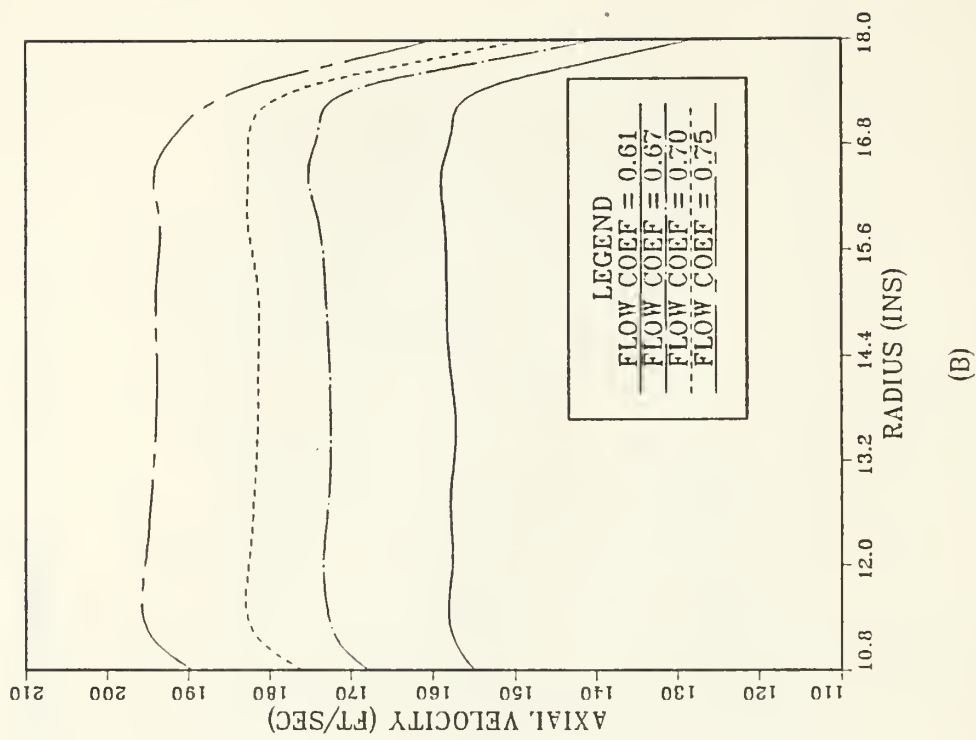 210
200
190
180
170
160
150
140
130
120
110
AXIAL VELOCITY (FT/SEC)
10.8
12.0
13.2
14.4
15.6
16.8
18.0
RADIUS (INS)
LEGEND
FLOW COEF = 0.61
FLOW COEF = 0.67
FLOW COEF = 0.70
FLOW COEF = 0.75
(B)